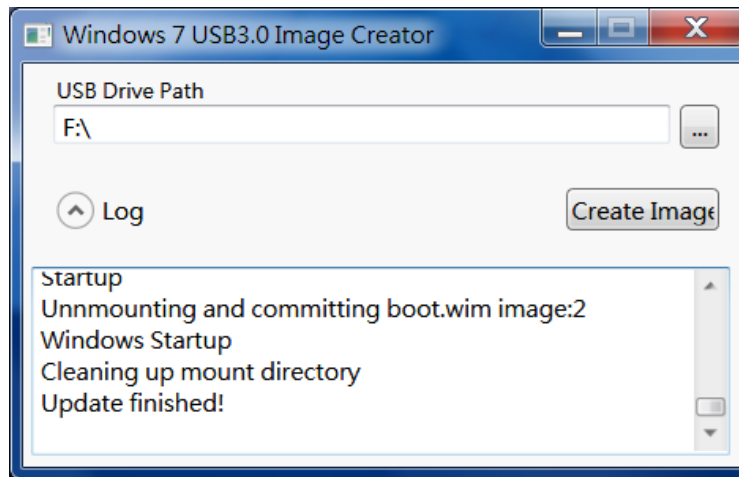 Windows 7 USB3.0 Image Creator
USB Drive Path
F:\
...
Log
Create Image
Startup
Unnmounting and committing boot.wim image:2
Windows Startup
Cleaning up mount directory
Update finished!